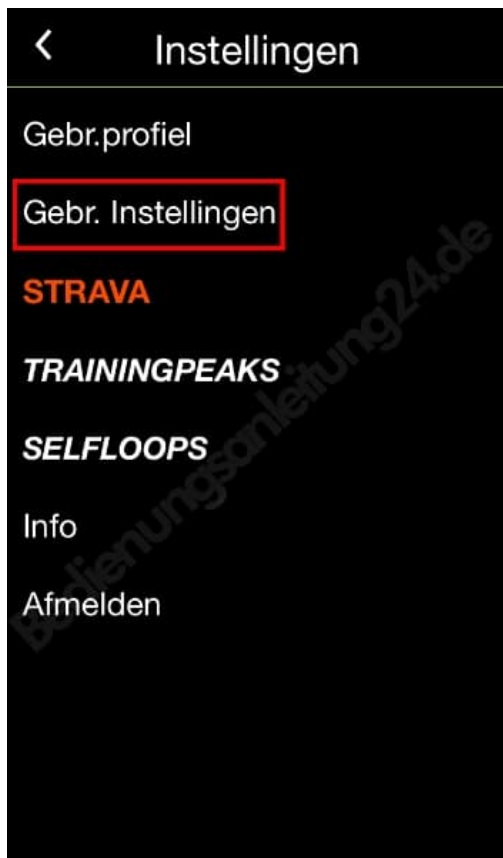 Instellingen
Gebr.profiel
Gebr. Instellingen
STRAVA
TRAININGPEAKS
SELFLOOPS
Info
Afmelden
Bedienungsanleitung24.de